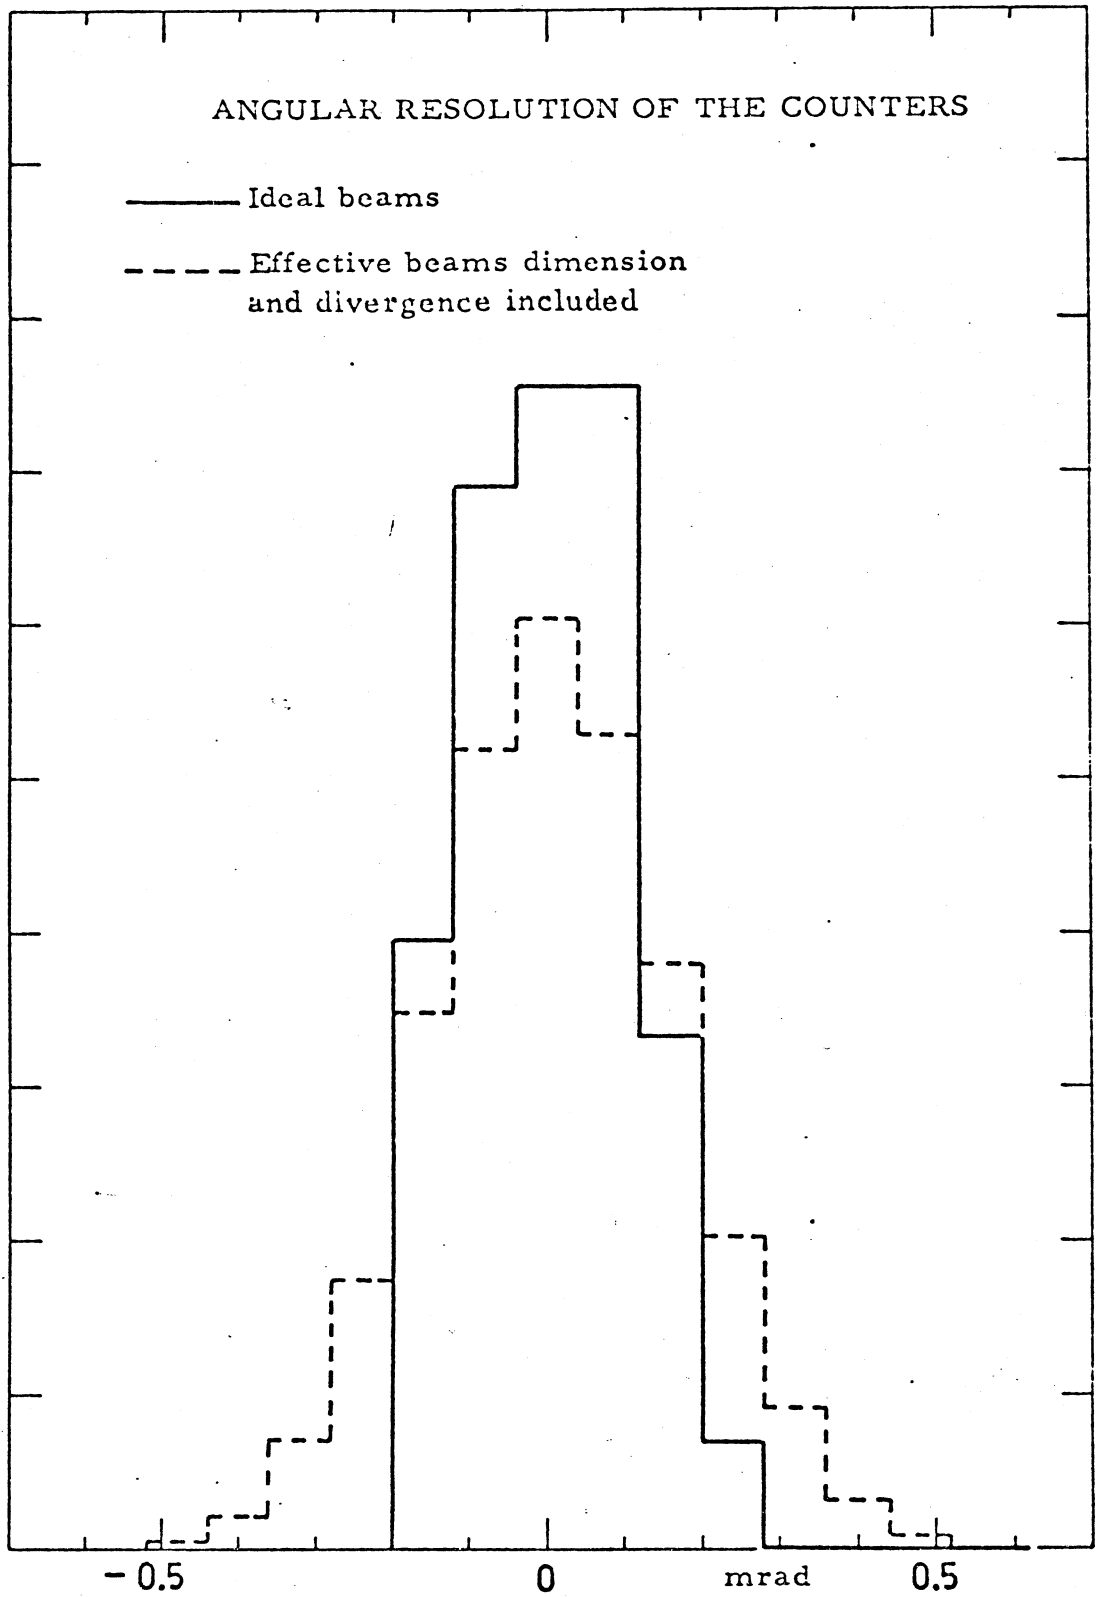 ANGULAR RESOLUTION OF THE COUNTERS
Ideal beams
Effective beams dimension
and divergence included
-0.5 0 mrad 0.5